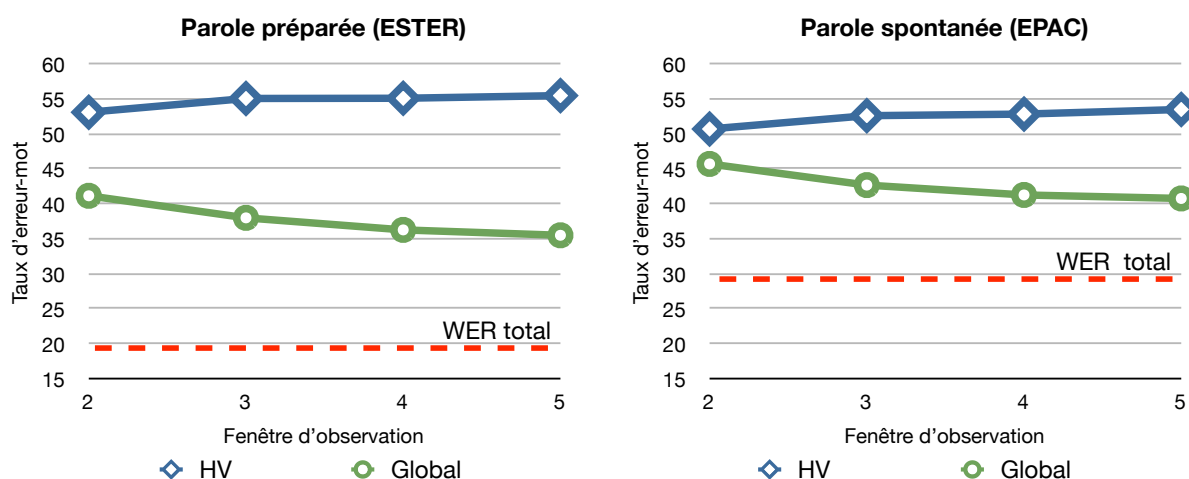 Parole préparée (ESTER)
60
55
50
45
40
35
30
25
20
15
Taux d'erreur-mot
WER total
2 3 4 5
Fenêtre d'observation
HV Global
Parole spontanée (EPAC)
60
55
50
45
40
35
30
25
20
15
Taux d'erreur-mot
WER total
2 3 4 5
Fenêtre d'observation
HV Global